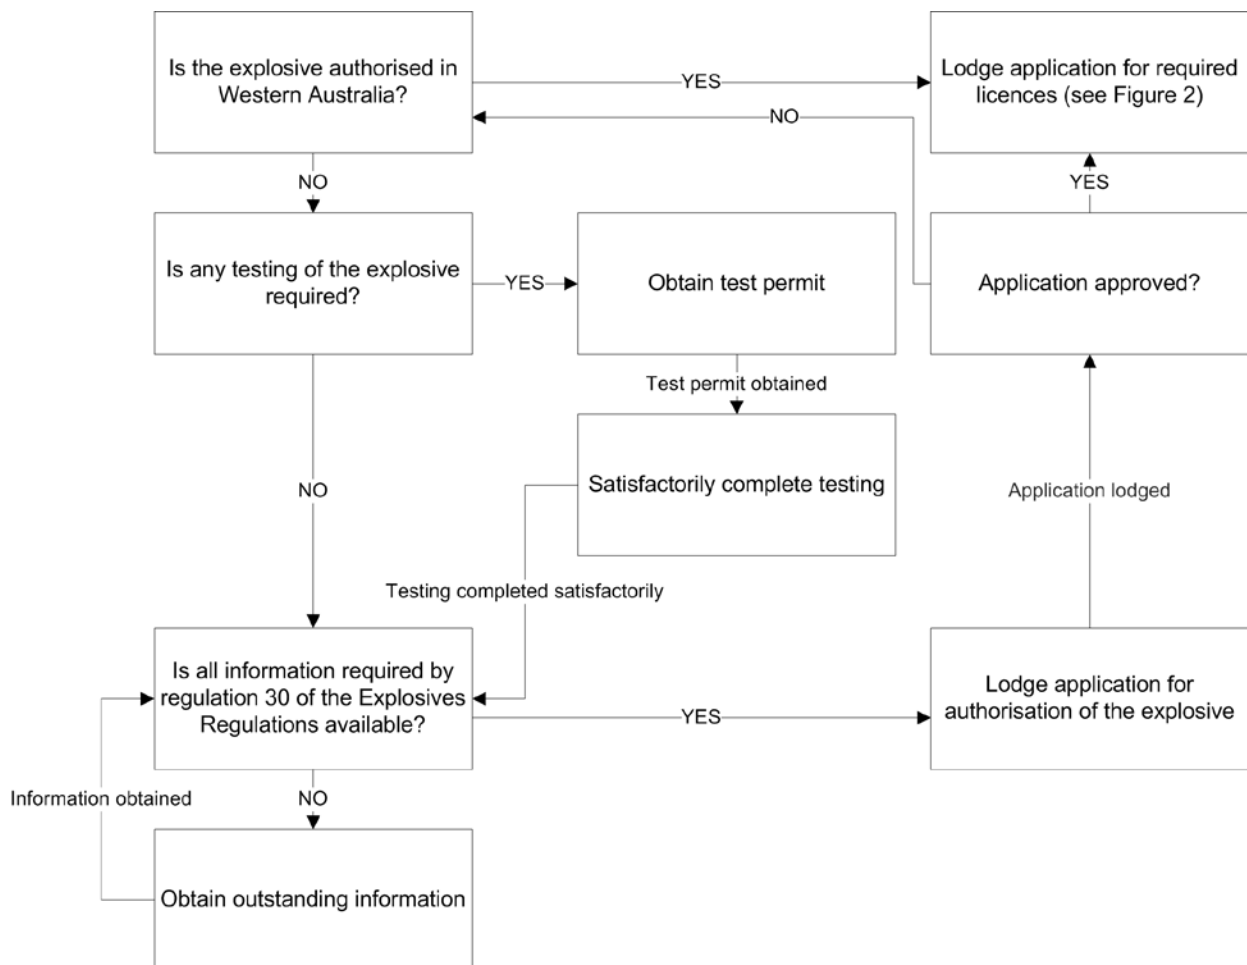 Is the explosive authorised in
Western Australia?
YES
Lodge application for required
licences (see Figure 2)
NO
NO
YES
Is any testing of the explosive
required?
YES
Obtain test permit
Application approved?
Test permit obtained
NO
Satisfactorily complete testing
Application lodged
Testing completed satisfactorily
Is all information required by
regulation 30 of the Explosives
Regulations available?
YES
Lodge application for
authorisation of the explosive
Information obtained
NO
Obtain outstanding information